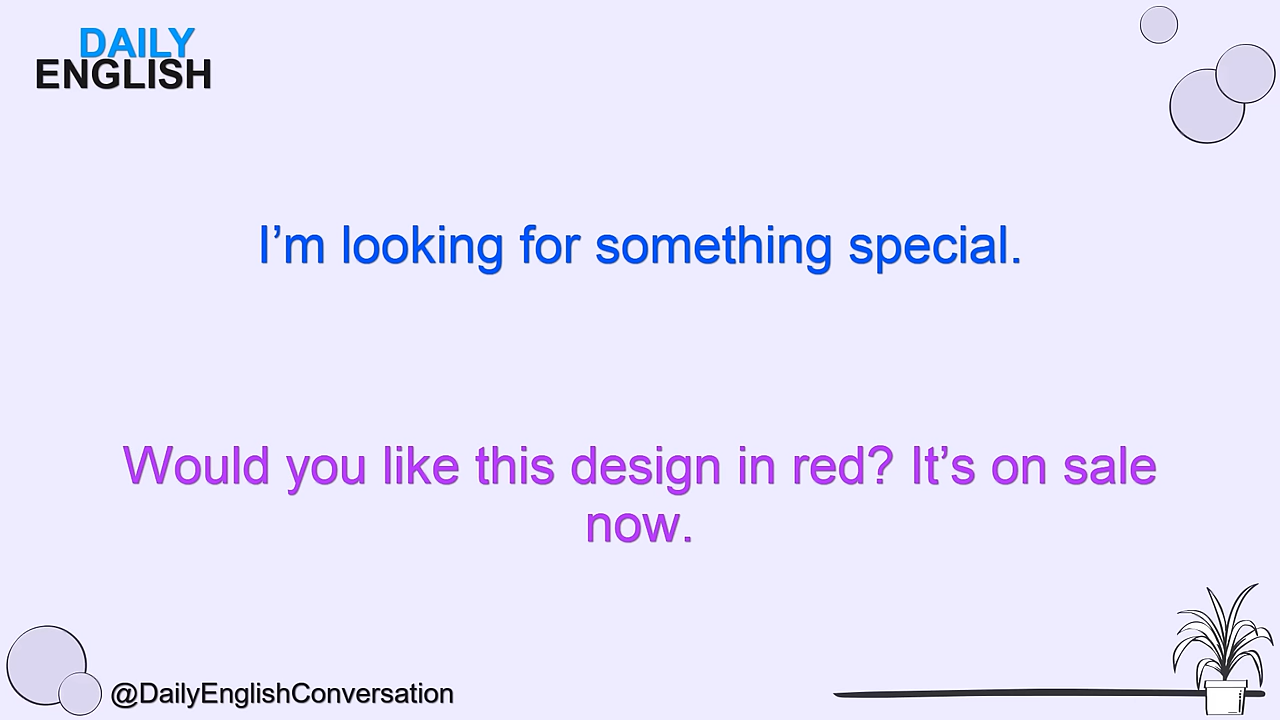 DAILY
ENGLISH
I’m looking for something special.
Would you like this design in red? It’s on sale
now.
@DailyEnglishConversation